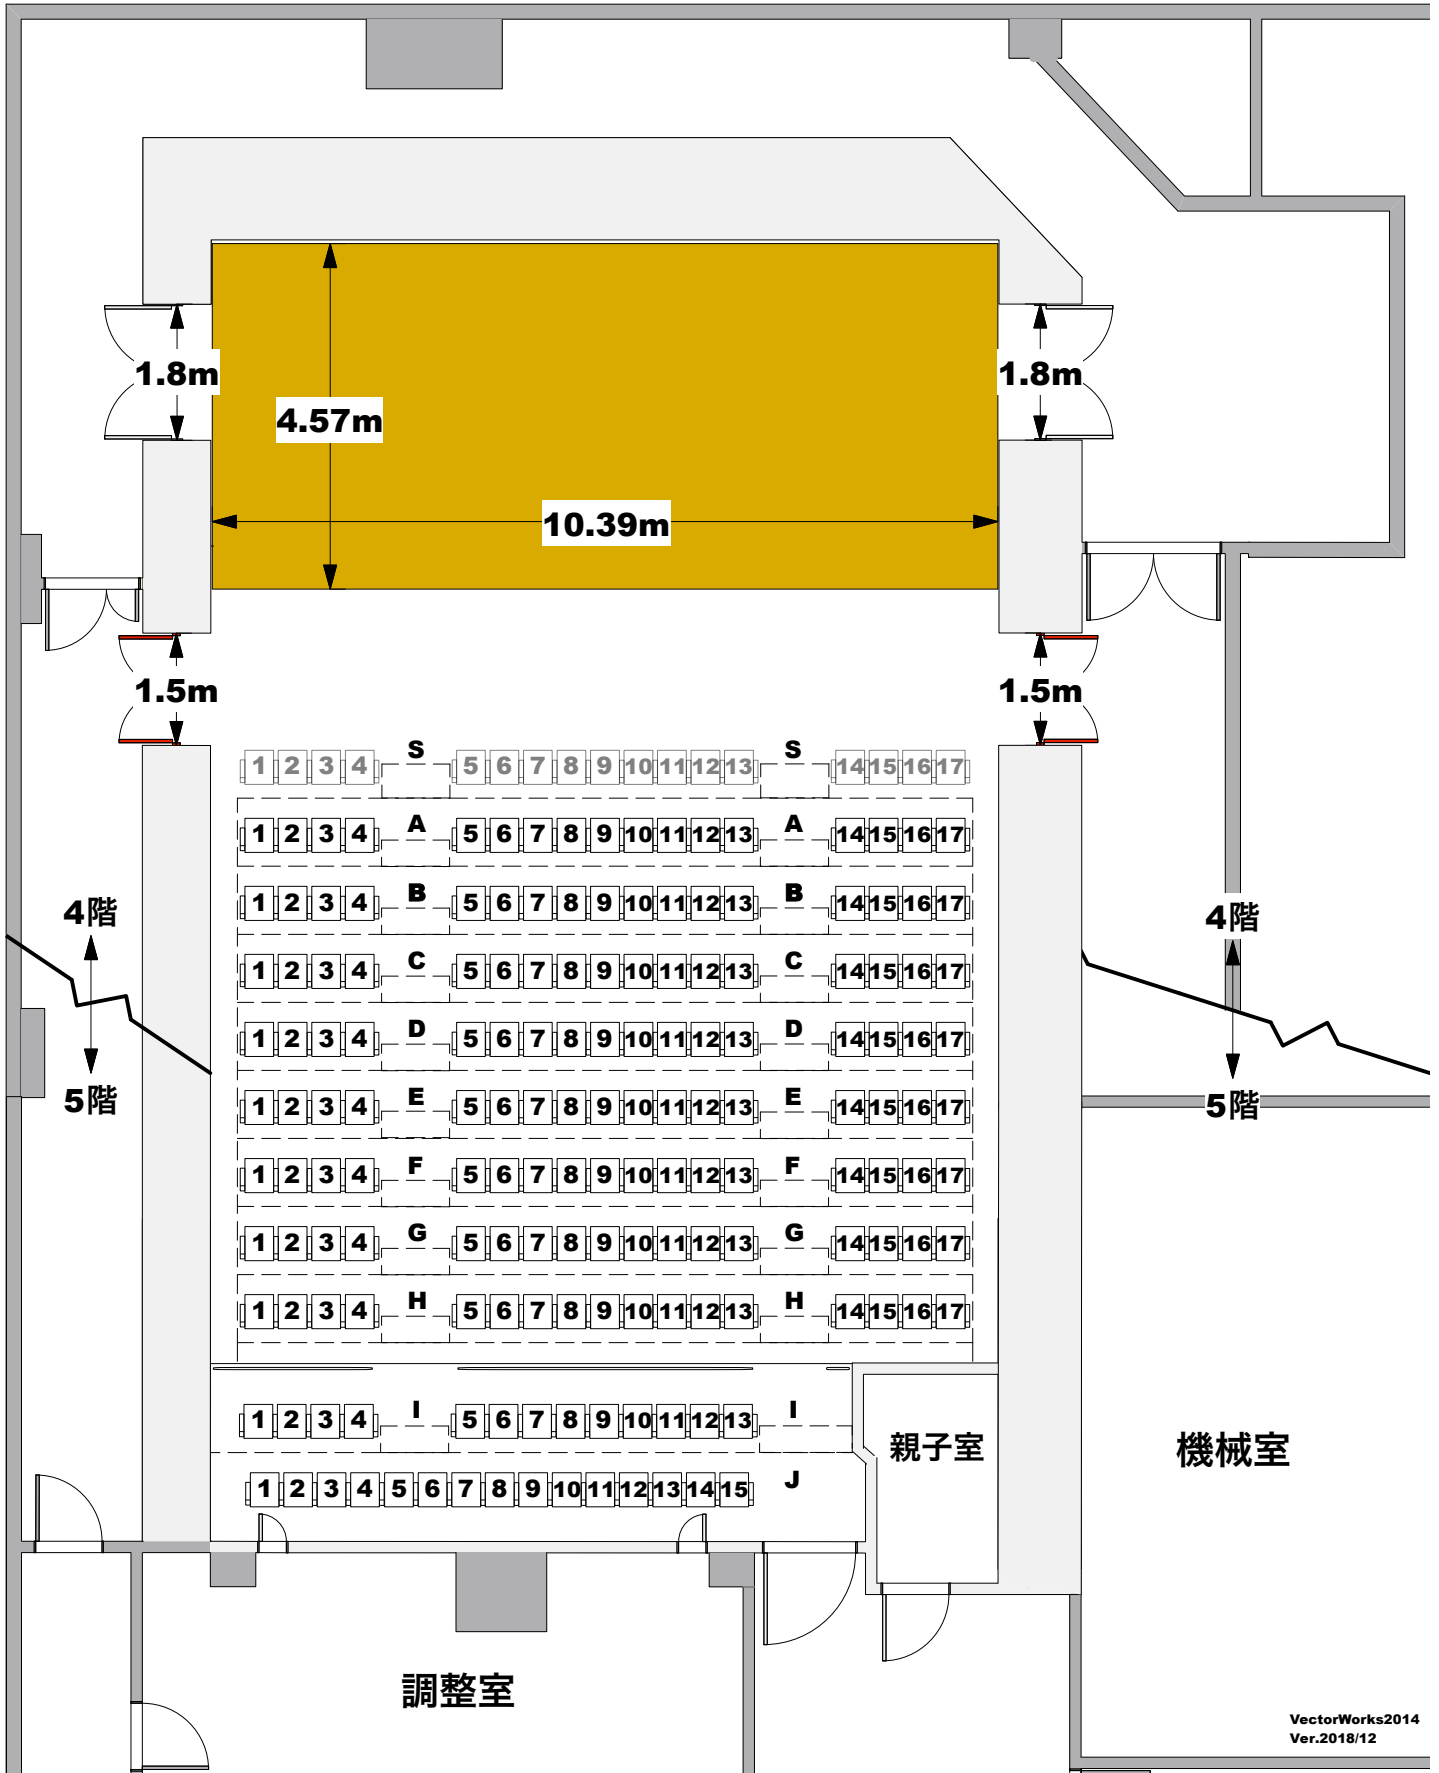 1.8m
1.8m
4.57m
10.39m
1.5m
1.5m
1 2 3 4 S 5 6 7 8 9 10 11 12 13 S 14 15 16 17
1 2 3 4 A 5 6 7 8 9 10 11 12 13 A 14 15 16 17
1 2 3 4 B 5 6 7 8 9 10 11 12 13 B 14 15 16 17
4階
4階
1 2 3 4 C 5 6 7 8 9 10 11 12 13 C 14 15 16 17
1 2 3 4 D 5 6 7 8 9 10 11 12 13 D 14 15 16 17
5階
5階
1 2 3 4 E 5 6 7 8 9 10 11 12 13 E 14 15 16 17
1 2 3 4 F 5 6 7 8 9 10 11 12 13 F 14 15 16 17
1 2 3 4 G 5 6 7 8 9 10 11 12 13 G 14 15 16 17
1 2 3 4 H 5 6 7 8 9 10 11 12 13 H 14 15 16 17
1 2 3 4 I 5 6 7 8 9 10 11 12 13 I
親子室
機械室
1 2 3 4 5 6 7 8 9 10 11 12 13 14 15 J
調整室
VectorWorks2014
Ver.2018/12